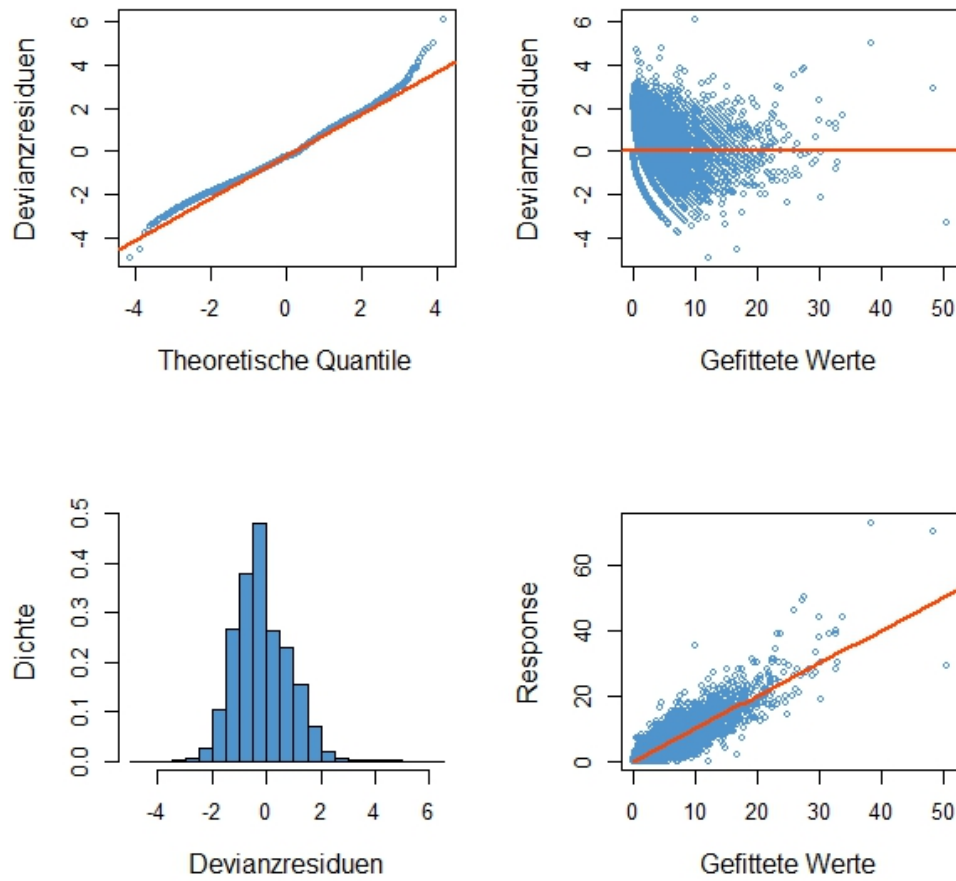 Devianzresiduen
-4 -2 0 2 4 6
-4 -2 0 2 4
Theoretische Quantile
Devianzresiduen
-4 -2 0 2 4 6
0 10 20 30 40 50
Gefittete Werte
Dichte
0.0 0.1 0.2 0.3 0.4 0.5
-4 -2 0 2 4 6
Devianzresiduen
Response
0 20 40 60
0 10 20 30 40 50
Gefittete Werte